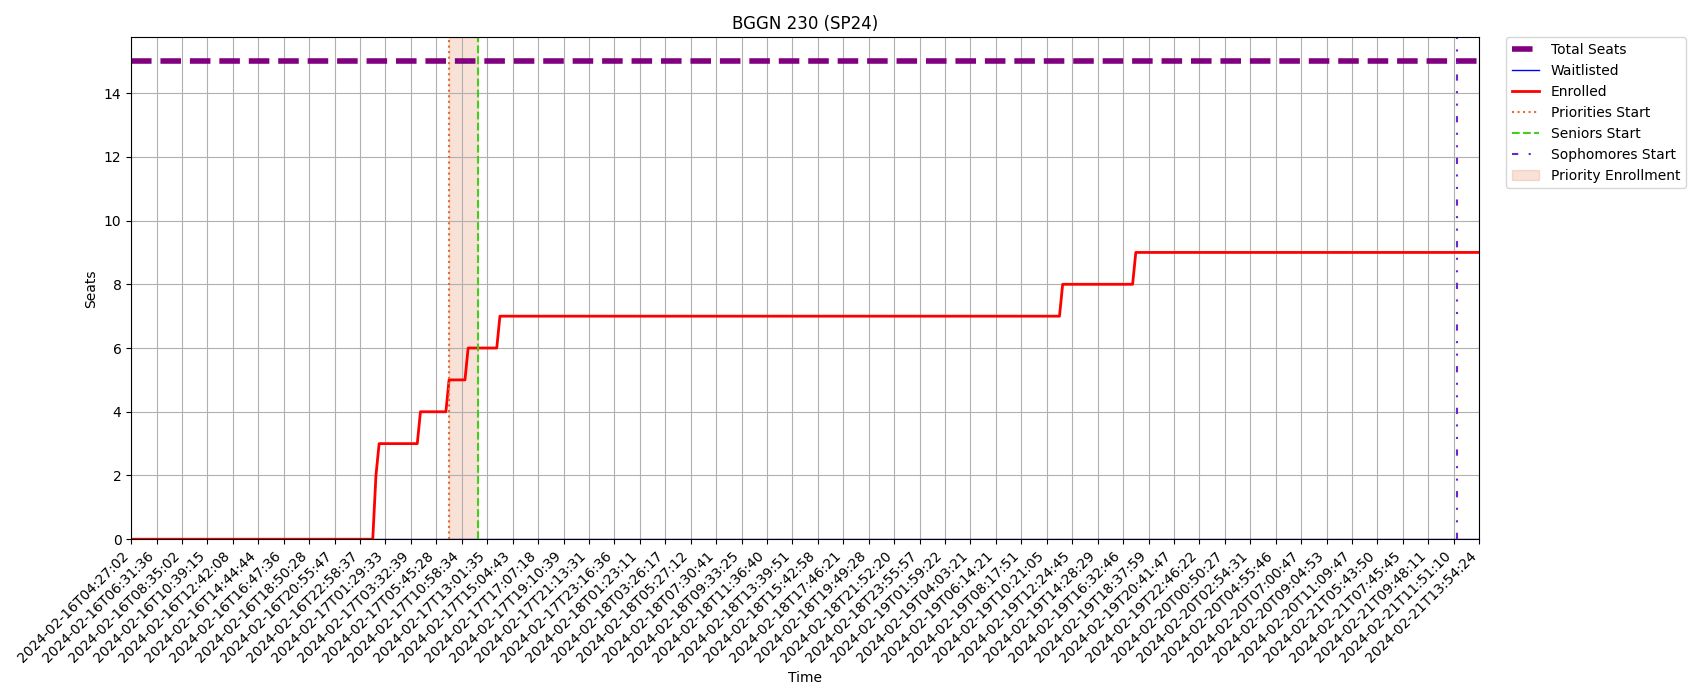 BGGN 230 (SP24)
Total Seats
Waitlisted
Enrolled
Priorities Start
Seniors Start
Sophomores Start
Priority Enrollment
Seats
14
12
10
8
6
4
2
0
2024-02-16T04:27:02
2024-02-16T06:31:36
2024-02-16T08:35:02
2024-02-16T10:39:15
2024-02-16T12:42:08
2024-02-16T14:44:44
2024-02-16T16:47:36
2024-02-16T18:50:28
2024-02-16T20:55:47
2024-02-16T22:58:37
2024-02-17T01:29:33
2024-02-17T03:32:39
2024-02-17T05:45:28
2024-02-17T10:58:34
2024-02-17T13:01:35
2024-02-17T15:04:43
2024-02-17T17:07:18
2024-02-17T19:10:39
2024-02-17T21:13:31
2024-02-17T23:16:36
2024-02-18T01:23:11
2024-02-18T03:26:17
2024-02-18T05:27:12
2024-02-18T07:30:41
2024-02-18T09:33:25
2024-02-18T11:36:40
2024-02-18T13:39:51
2024-02-18T15:42:58
2024-02-18T17:46:21
2024-02-18T19:49:28
2024-02-18T21:52:20
2024-02-18T23:55:57
2024-02-19T01:59:22
2024-02-19T04:03:21
2024-02-19T06:14:21
2024-02-19T08:17:51
2024-02-19T10:21:05
2024-02-19T12:24:45
2024-02-19T14:28:29
2024-02-19T16:32:46
2024-02-19T18:37:59
2024-02-19T20:41:47
2024-02-19T22:46:22
2024-02-20T00:50:27
2024-02-20T02:54:31
2024-02-20T04:55:46
2024-02-20T07:00:47
2024-02-20T09:04:53
2024-02-20T11:09:47
2024-02-21T05:43:50
2024-02-21T07:45:45
2024-02-21T09:48:11
2024-02-21T11:51:10
2024-02-21T13:54:24
Time